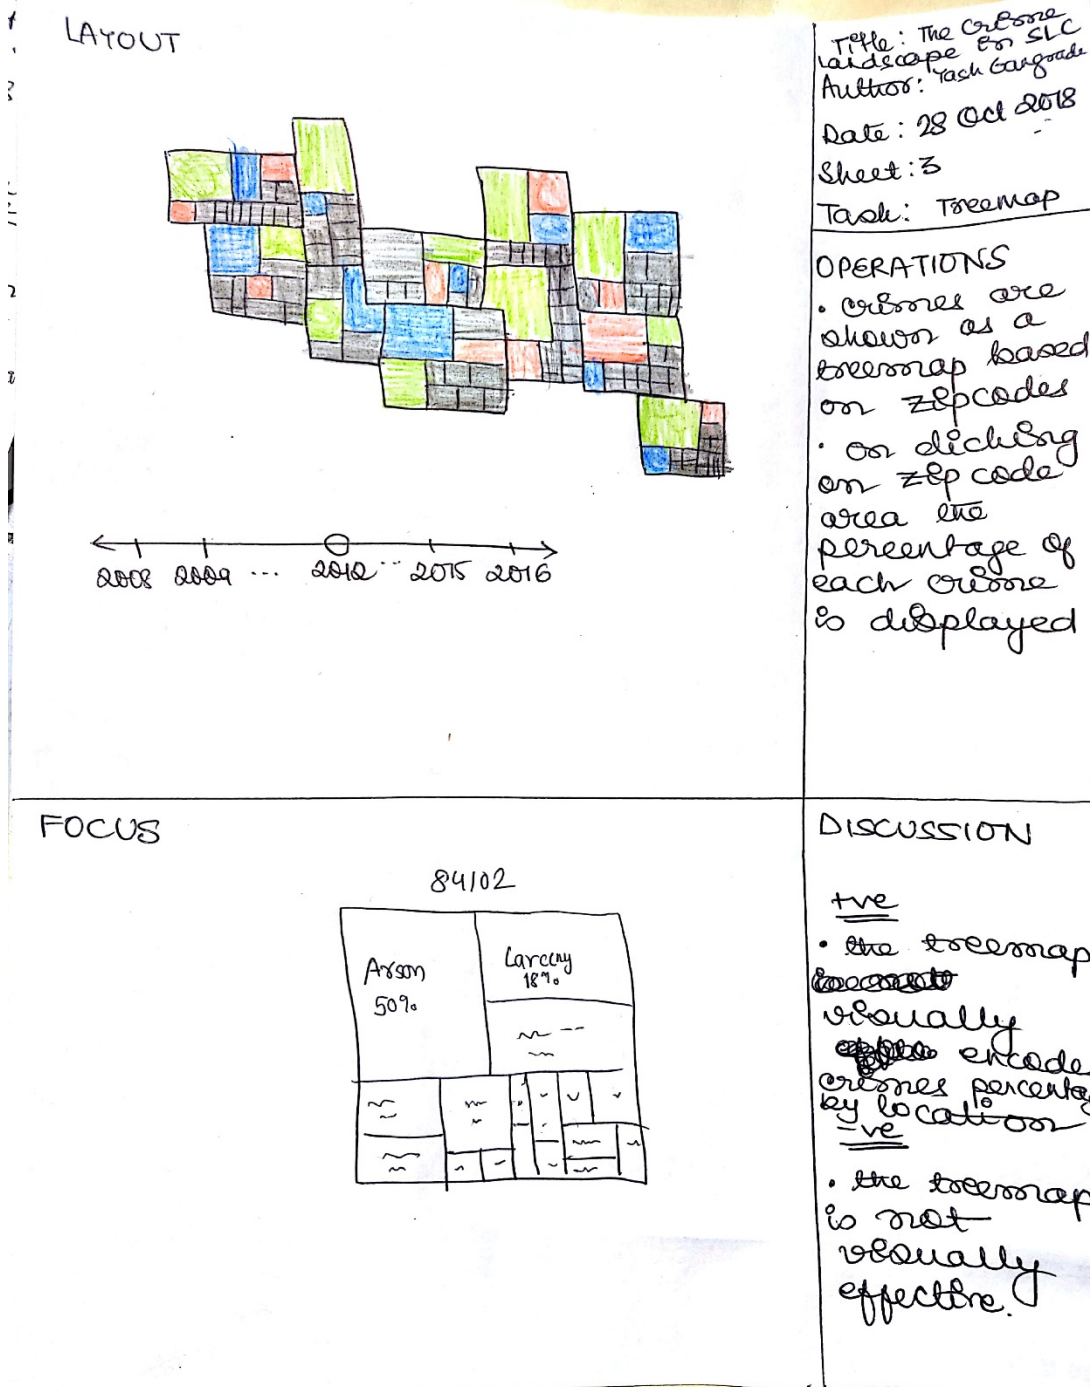 LAYOUT
2008 2009 ... 2012 .. 2015 2016
Title: The Crime
Landscape in SLC
Author: Yash Gangrade
Date: 28 Oct 2018
Sheet: 3
Task: Treemap
OPERATIONS
• crimes are
shown as a
treemap based
on zipcodes
• on clicking
on zip code
area the
percentage of
each crime
is displayed
FOCUS
84102
Arson
50%
Larceny
18%
DISCUSSION
+ve
• the treemap
visually
encode
crimes percenta
by location
-ve
• the treemap
is not
visually
effective.